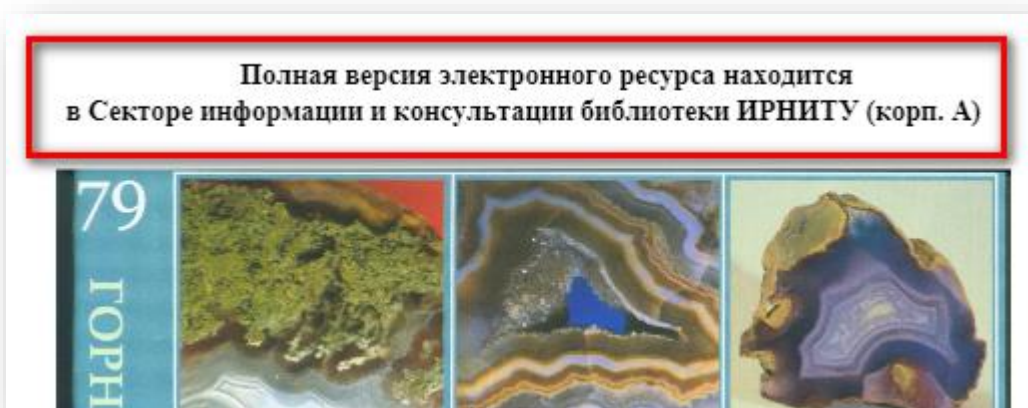 Полная версия электронного ресурса находится
в Секторе информации и консультации библиотеки ИРНИТУ (корп. А)
79
ГОРН